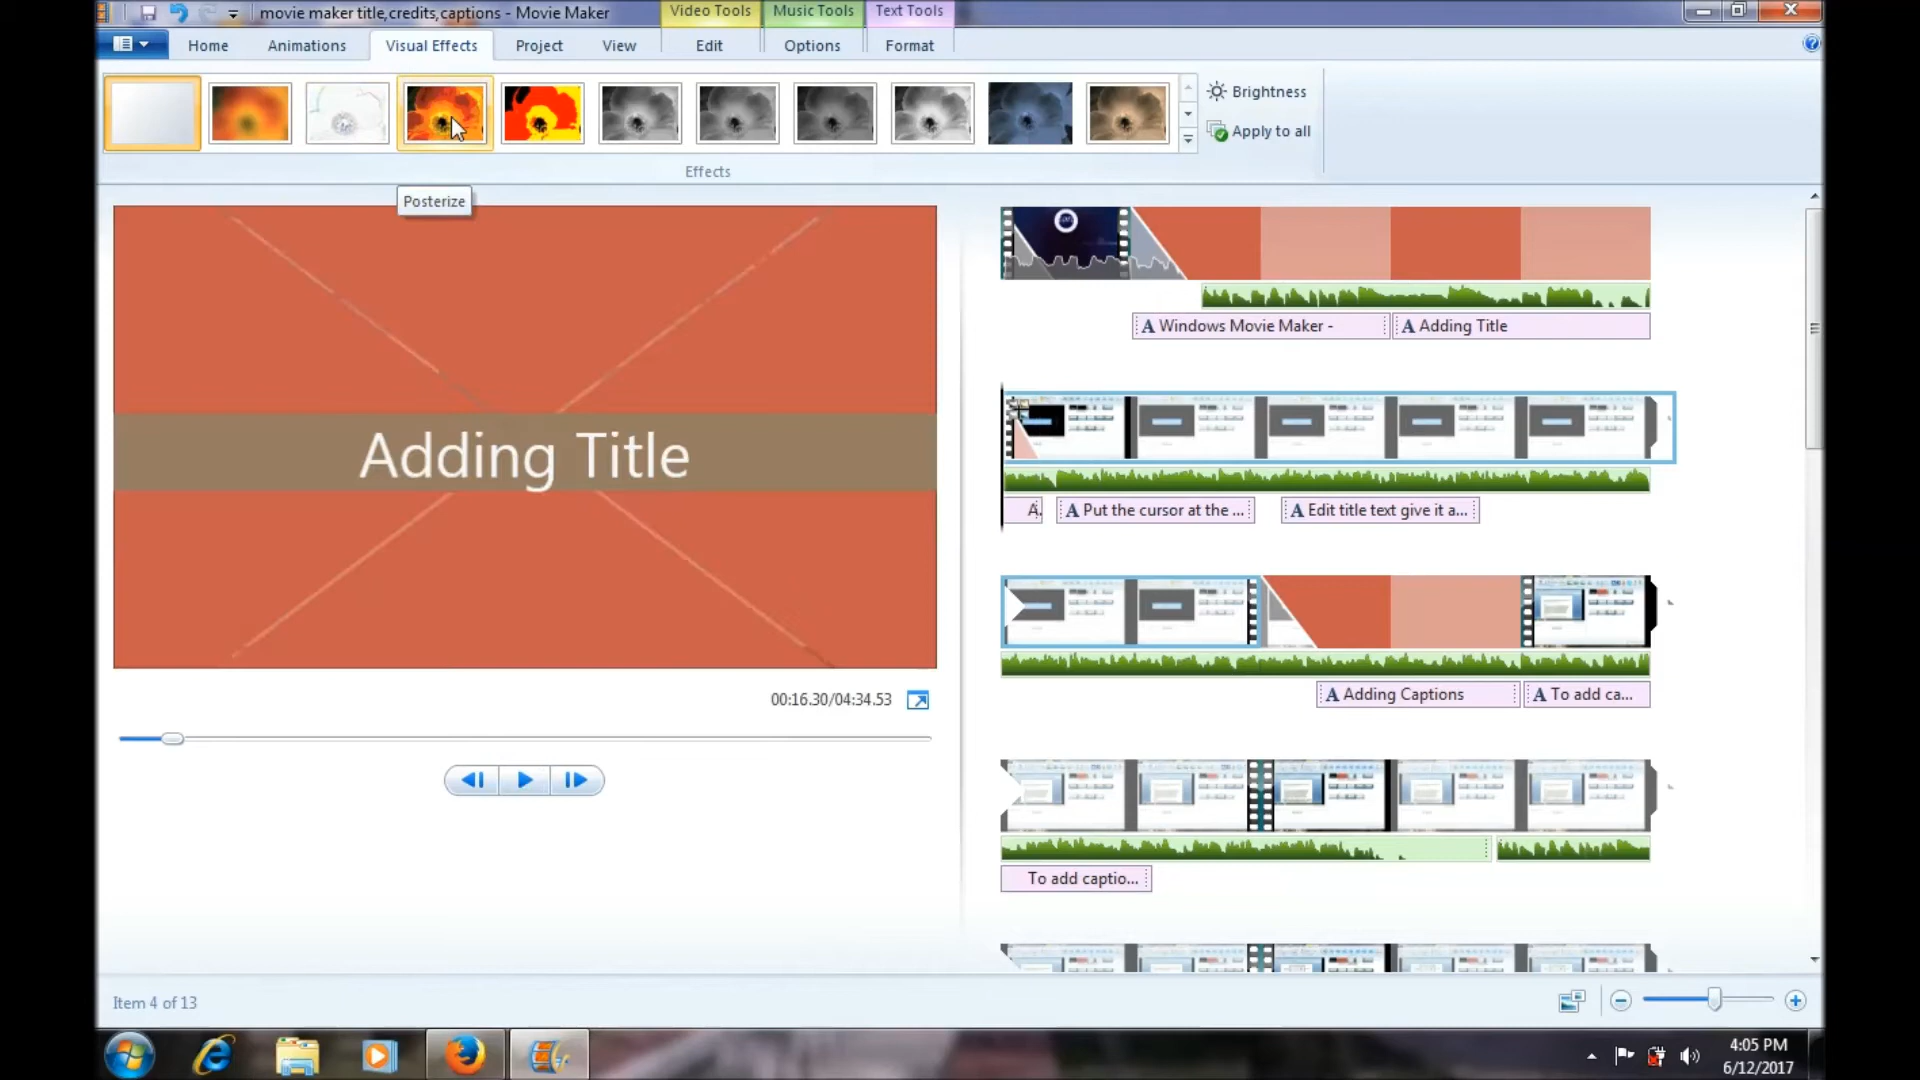 movie maker title,credits,captions - Movie Maker
Video Tools
Music Tools
Text Tools
Home
Animations
Visual Effects
Project
View
Edit
Options
Format
Brightness
Apply to all
Effects
Posterize
Adding Title
A Windows Movie Maker -
A Adding Title
A.
A Put the cursor at the ...
A Edit title text give it a...
A Adding Captions
A To add ca...
To add captio...
00:16.30/04:34.53
Item 4 of 13
4:05 PM
6/12/2017